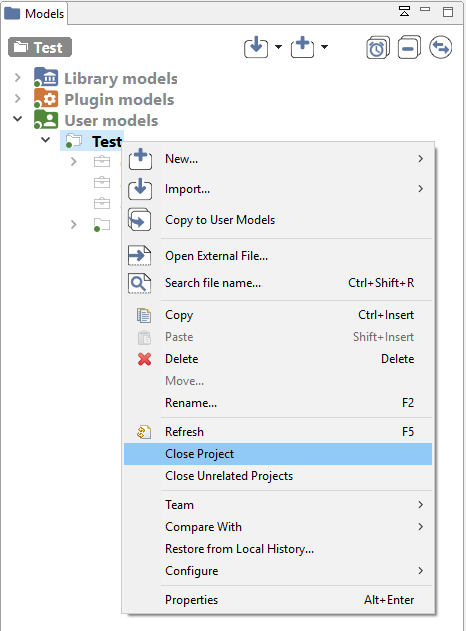 Models
Test
Library models
Plugin models
User models
Test
New...
Import...
Copy to User Models
Open External File...
Search file name... Ctrl+Shift+R
Copy Ctrl+Insert
Paste Shift+Insert
Delete Delete
Move...
Rename... F2
Refresh F5
Close Project
Close Unrelated Projects
Team
Compare With
Restore from Local History...
Configure
Properties Alt+Enter